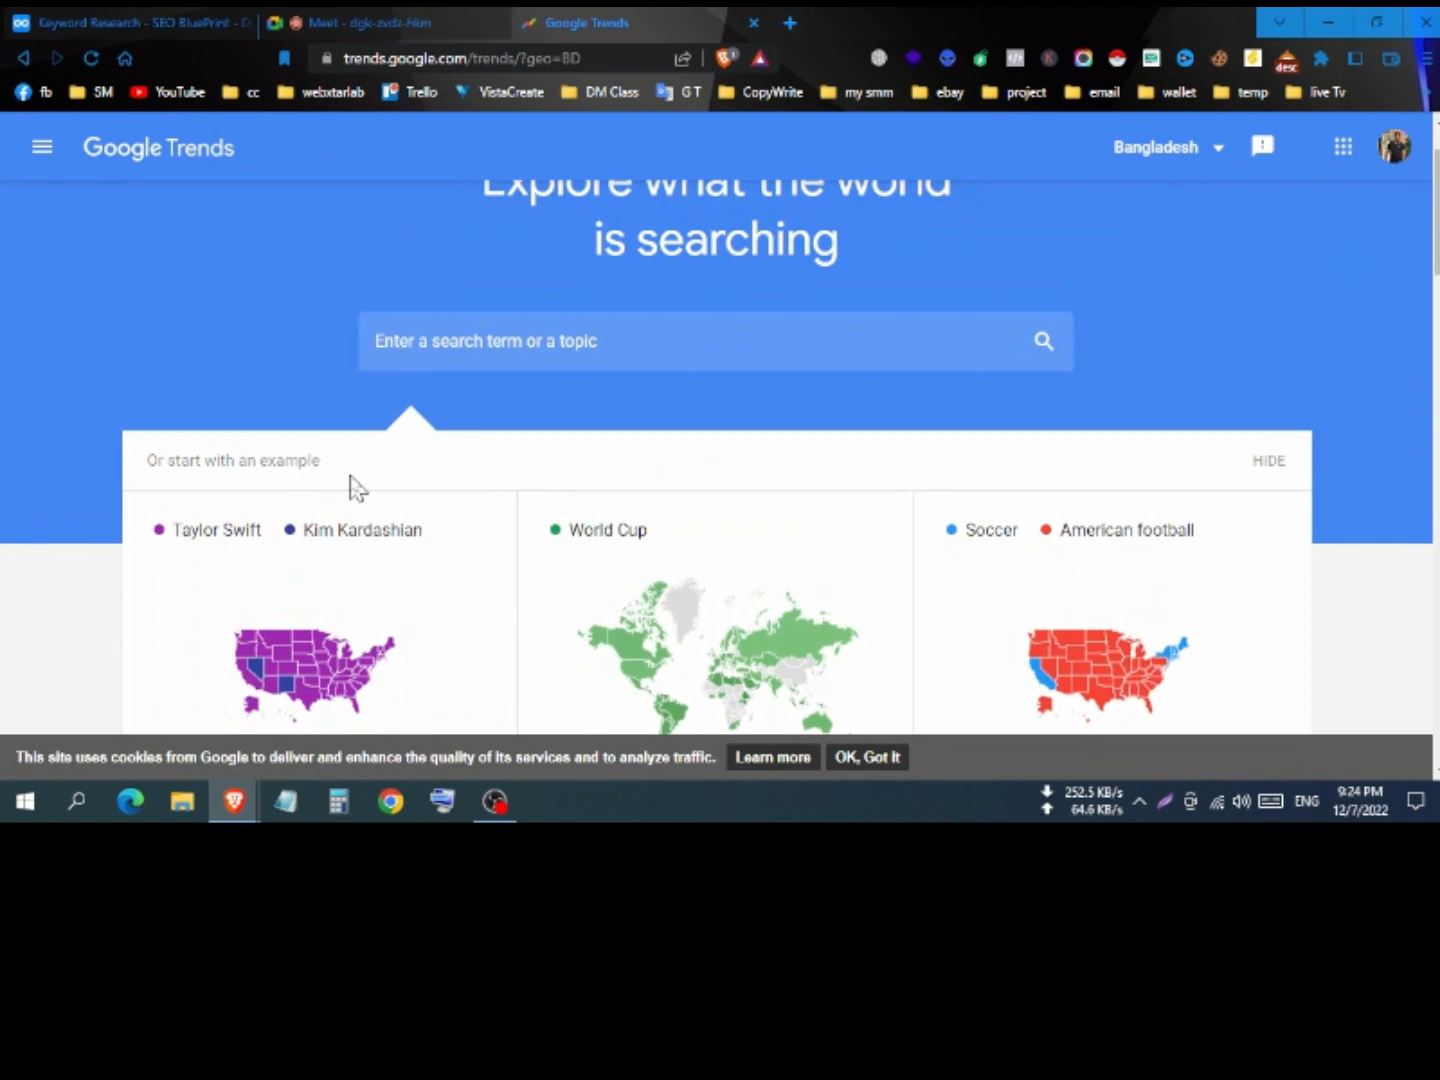 Keyword Research - SEO BluePrint - D
Meet - dgk-zvdz-hkm
Google Trends
trends.google.com/trends/?geo=BD
fb
SM
YouTube
cc
webxtarlab
Trello
VistaCreate
DM Class
G T
CopyWrite
my smm
ebay
project
email
wallet
temp
live Tv
desc
Google Trends
Bangladesh
Explore what the world
is searching
Enter a search term or a topic
Or start with an example
HIDE
Taylor Swift
Kim Kardashian
World Cup
Soccer
American football
This site uses cookies from Google to deliver and enhance the quality of its services and to analyze traffic.
Learn more
OK, Got it
252.5 KB/s
64.6 KB/s
ENG
9:24 PM
12/7/2022